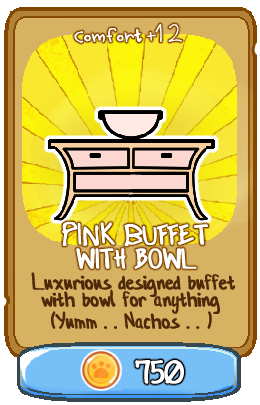 comfort +12
PINK BUFFET
WITH BOWL
Luxurious designed buffet
with bowl for anything
(Yumm . . Nachos . . )
750